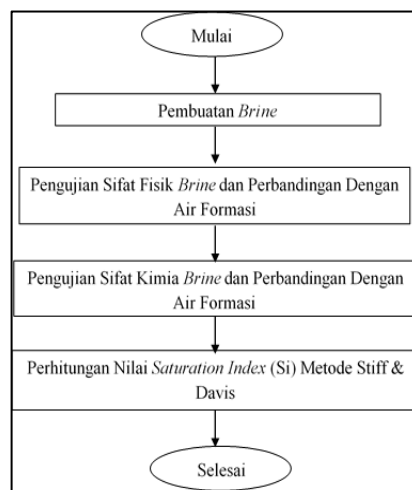 Mulai
Pembuatan Brine
Pengujian Sifat Fisik Brine dan Perbandingan Dengan
Air Formasi
Pengujian Sifat Kimia Brine dan Perbandingan Dengan
Air Formasi
Perhitungan Nilai Saturation Index (Si) Metode Stiff &
Davis
Selesai